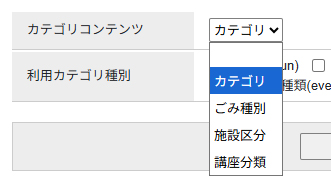 カテゴリコンテンツ
カテゴリ
利用カテゴリ種別
un)
カテゴリ
種類(eve
ごみ種別
施設区分
講座分類